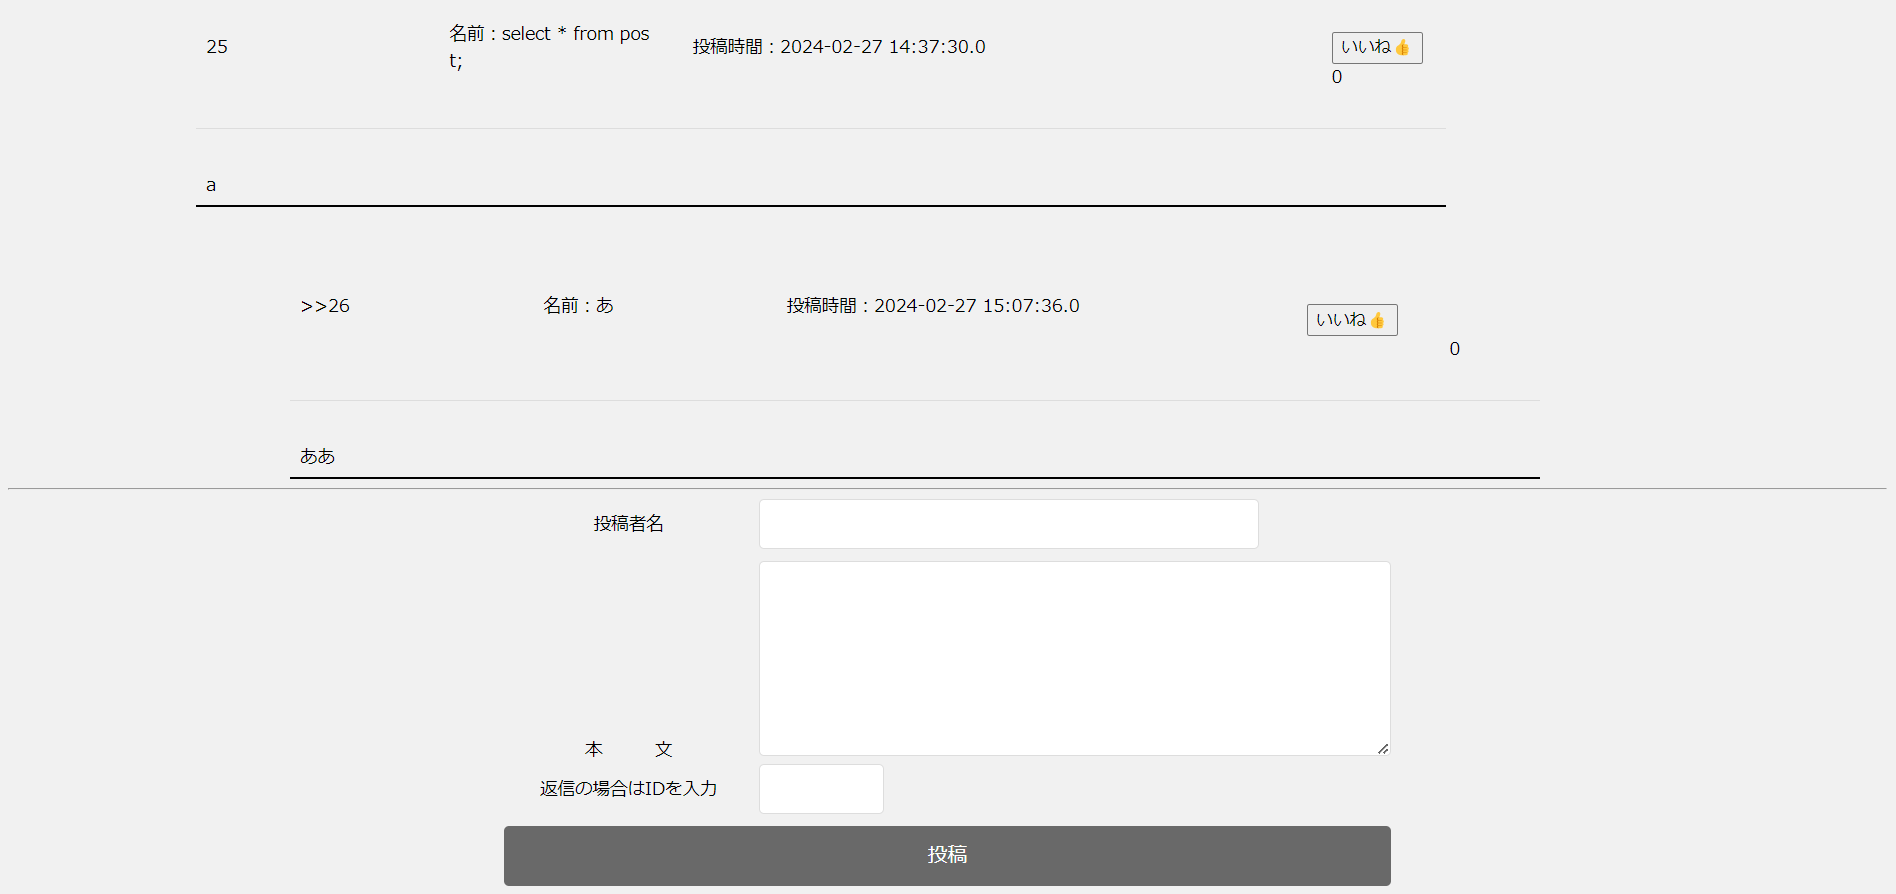 25
名前：select * from pos
t;
投稿時間：2024-02-27 14:37:30.0
いいね👍
0
a
>>26
名前：あ
投稿時間：2024-02-27 15:07:36.0
いいね👍
0
ああ
投稿者名
本　　　文
返信の場合はIDを入力
投稿